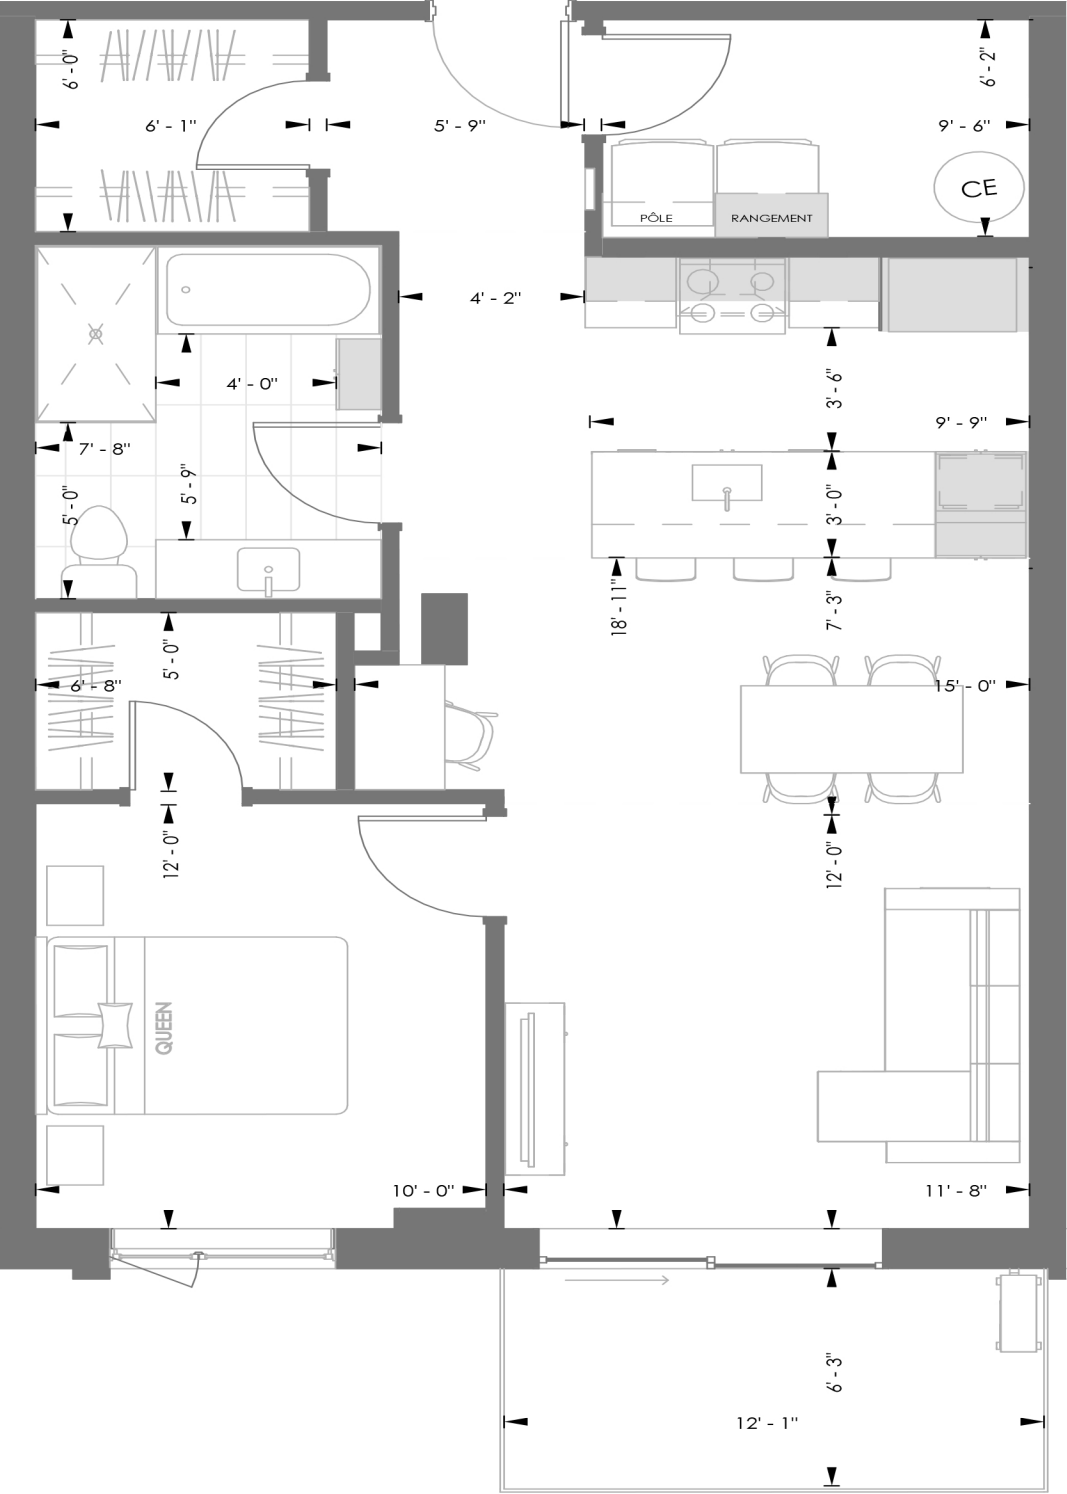 6' - 0"
6' - 2"
6' - 1"
5' - 9"
9' - 6"
CE
PÔLE
RANGEMENT
4' - 2"
3' - 6"
4' - 0"
9' - 9"
7' - 8"
5' - 9"
5' - 0"
3' - 0"
18' - 11"
7' - 3"
5' - 0"
6' - 8"
15' - 0"
12' - 0"
12' - 0"
QUEEN
10' - 0"
11' - 8"
6' - 3"
12' - 1"